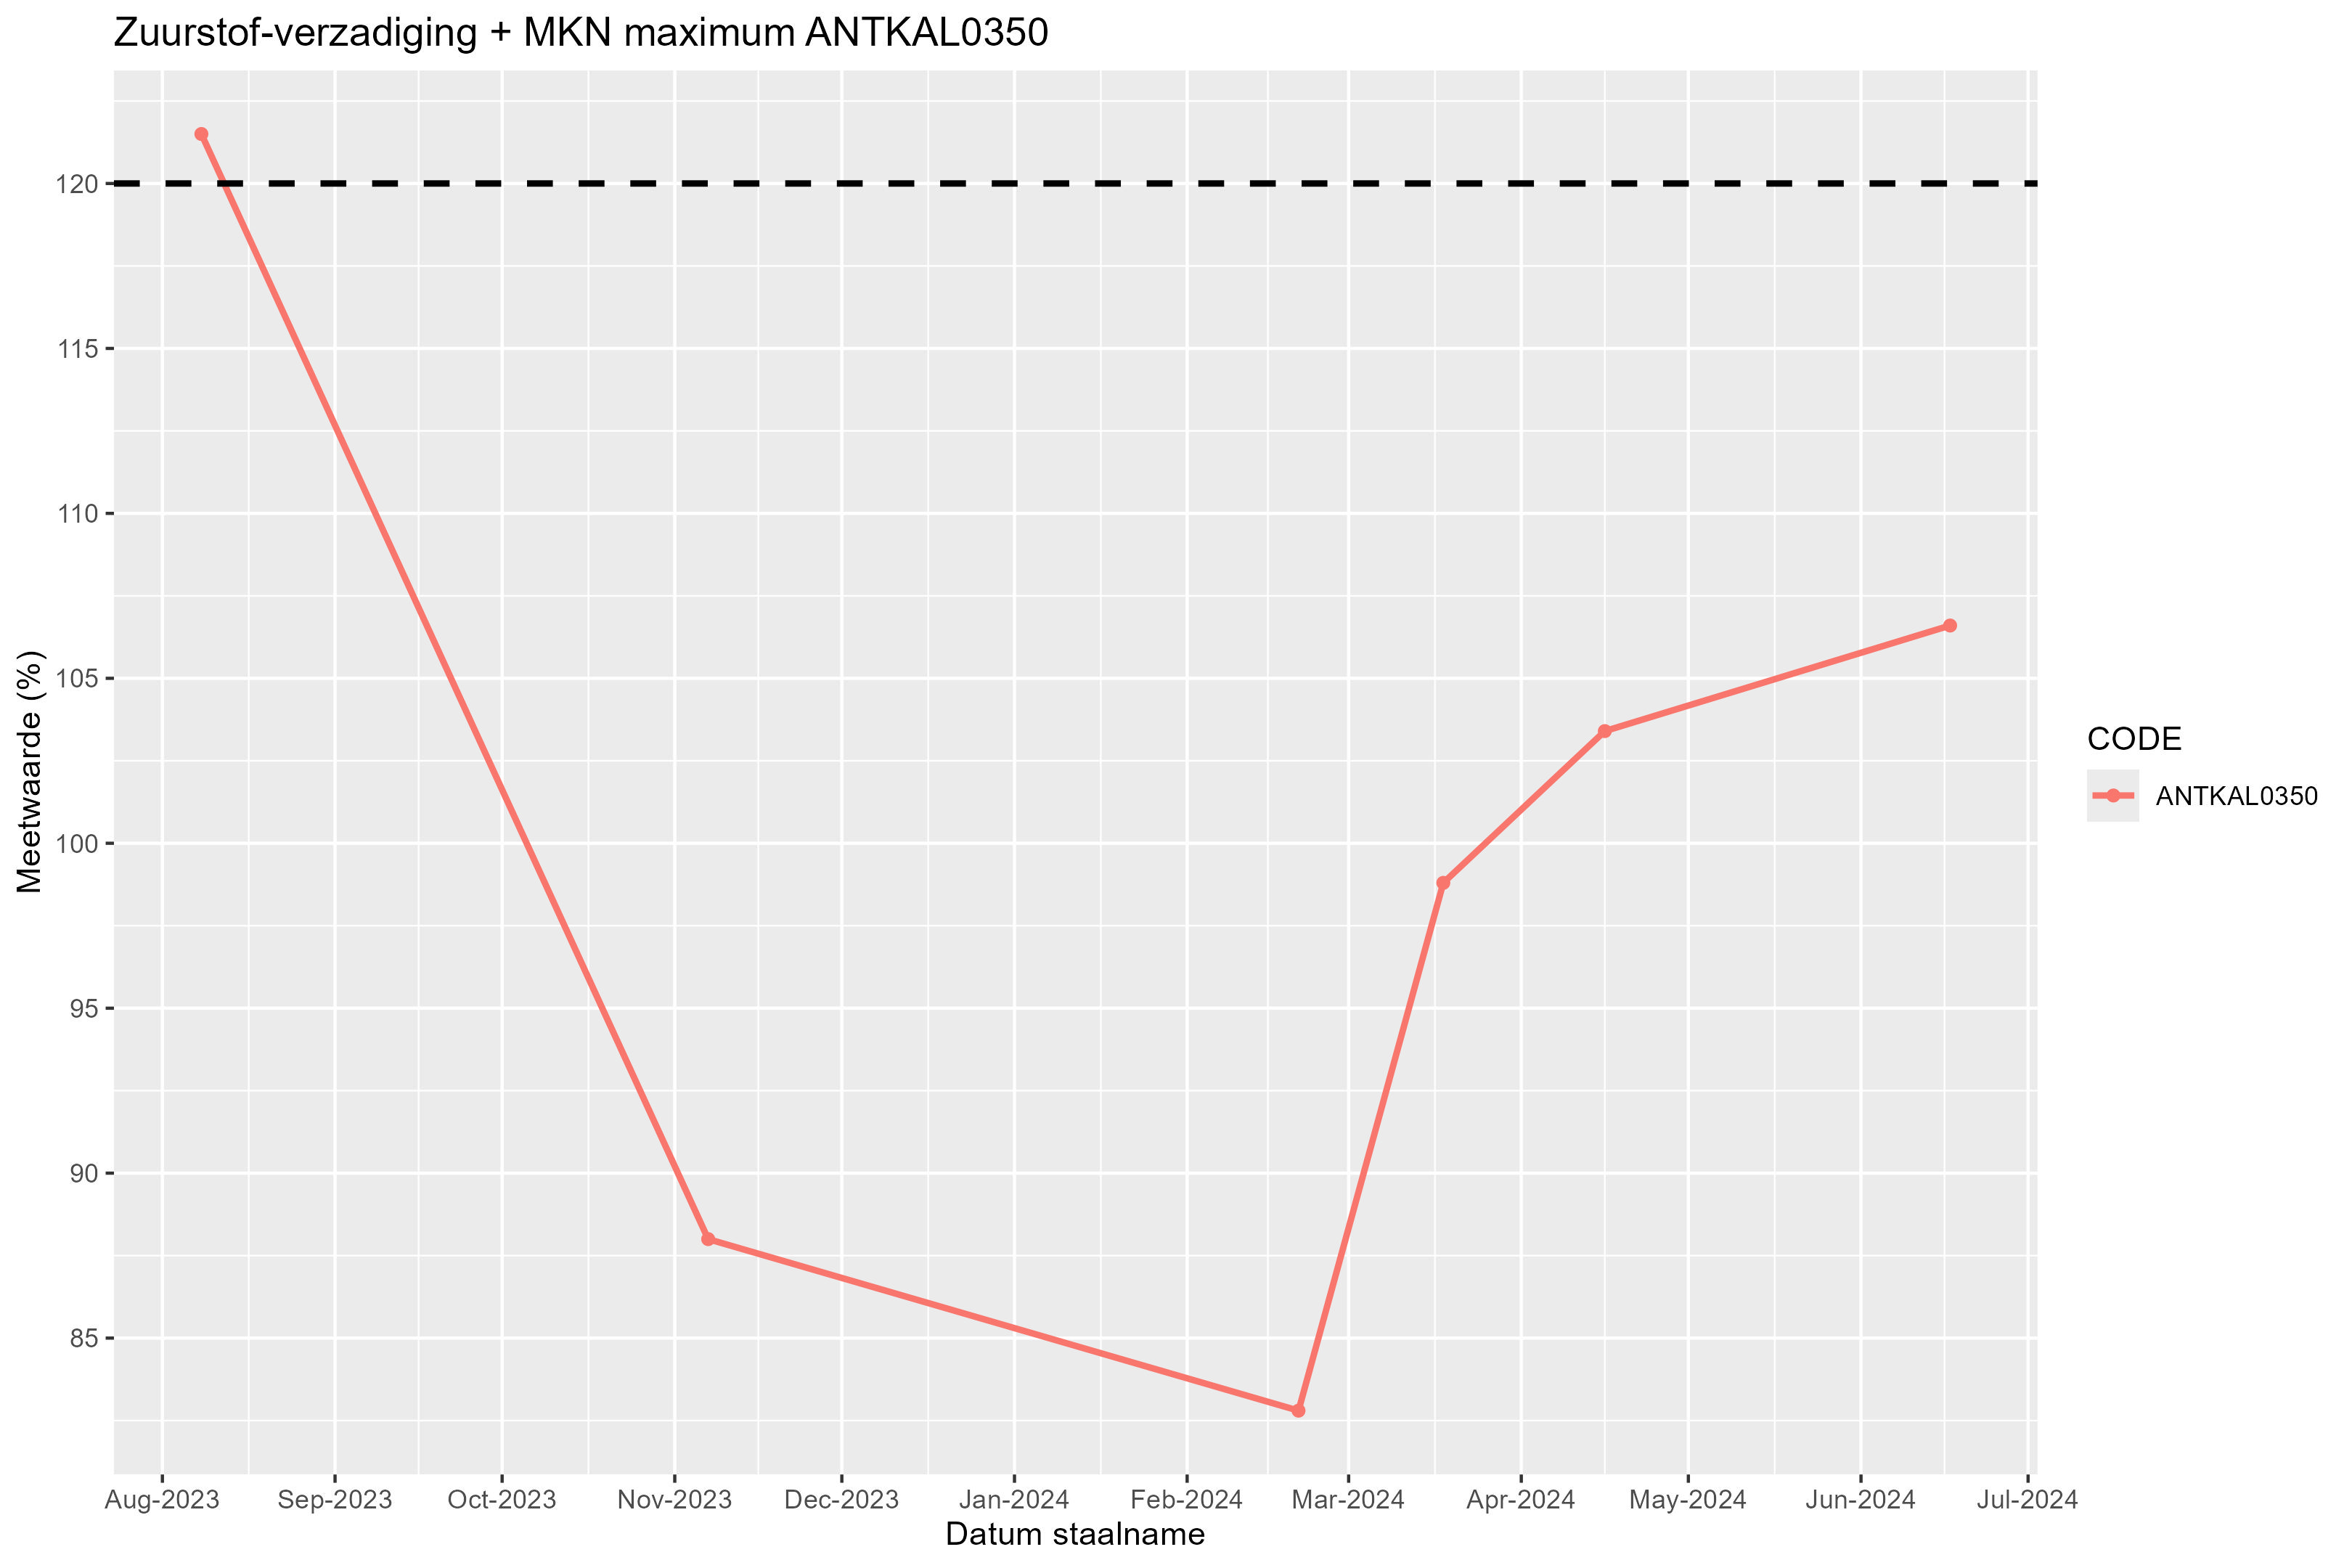 Zuurstof-verzadiging + MKN maximum ANTKAL0350
Meetwaarde (%)
120
115
110
105
100
95
90
85
Aug-2023 Sep-2023 Oct-2023 Nov-2023 Dec-2023 Jan-2024 Feb-2024 Mar-2024 Apr-2024 May-2024 Jun-2024 Jul-2024
Datum staalname
CODE
ANTKAL0350